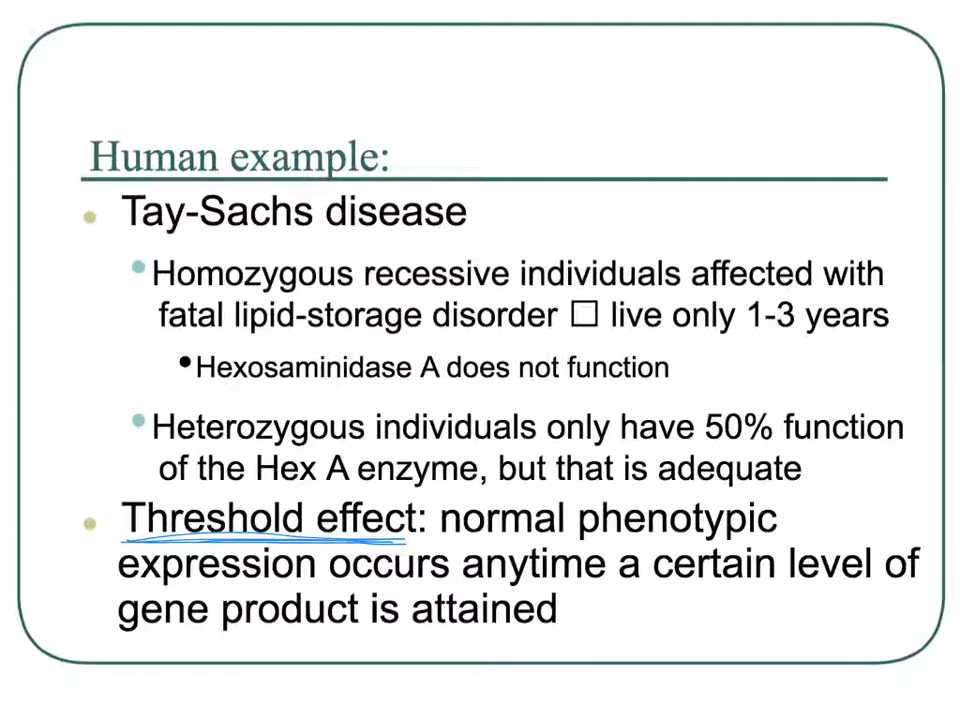 Human example:
• Tay-Sachs disease
• Homozygous recessive individuals affected with
fatal lipid-storage disorder □ live only 1-3 years
• Hexosaminidase A does not function
• Heterozygous individuals only have 50% function
of the Hex A enzyme, but that is adequate
• Threshold effect: normal phenotypic
expression occurs anytime a certain level of
gene product is attained